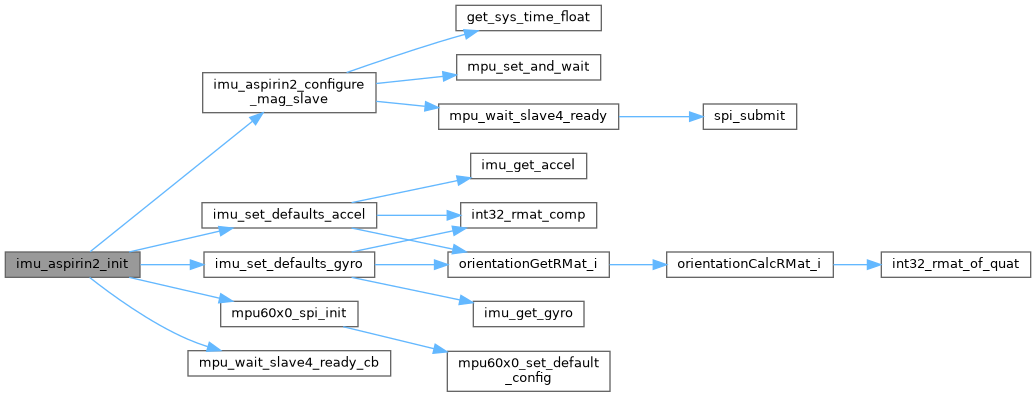 get_sys_time_float
imu_aspirin2_configure
_mag_slave
mpu_set_and_wait
mpu_wait_slave4_ready
spi_submit
imu_get_accel
imu_set_defaults_accel
int32_rmat_comp
imu_aspirin2_init
imu_set_defaults_gyro
orientationGetRMat_i
orientationCalcRMat_i
int32_rmat_of_quat
mpu60x0_spi_init
imu_get_gyro
mpu_wait_slave4_ready_cb
mpu60x0_set_default
_config